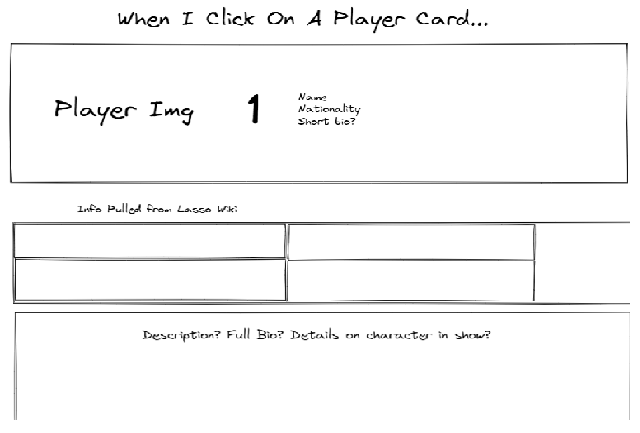 When I Click On A Player Card...
Player Img
1
Name
Nationality
Short bio?
Info Pulled from Lasso Wiki
Description? Full Bio? Details on character in show?